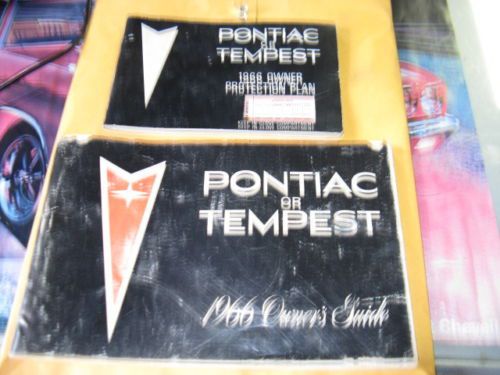 PONTIAC
OR
TEMPEST
1966 OWNER
PROTECTION PLAN
PONTIAC
OR
TEMPEST
1966 Owner's Guide